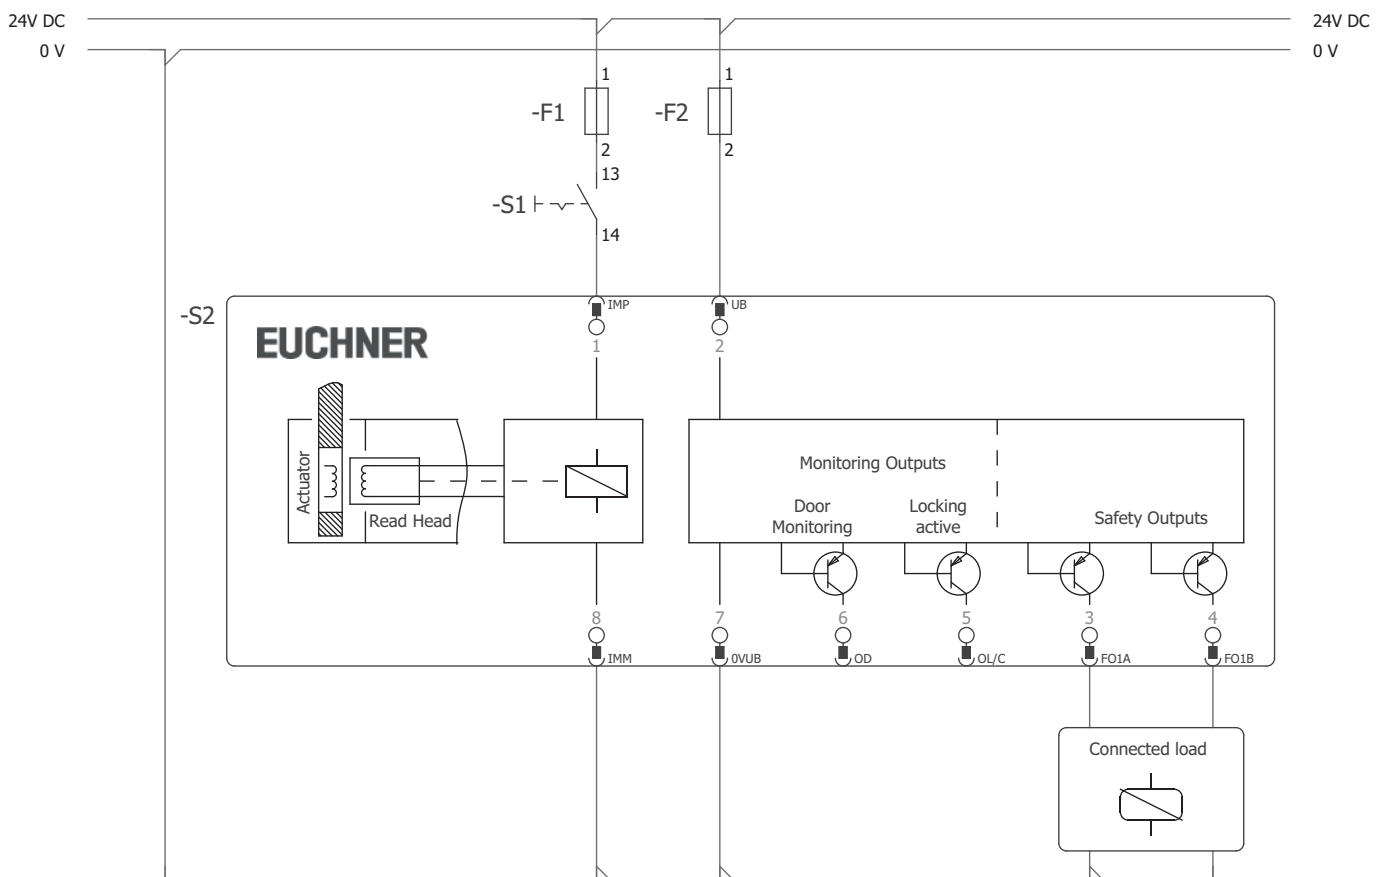 24V DC
24V DC
0 V
0 V
1
1
-F1
-F2
2
2
13
-S1
14
-S2
IMP
UB
EUCHNER
1
2
Actuator
Read Head
Monitoring Outputs
Door
Monitoring
Locking
active
Safety Outputs
8
7
6
5
3
4
IMM
0VUB
OD
OL/C
FO1A
FO1B
Connected load